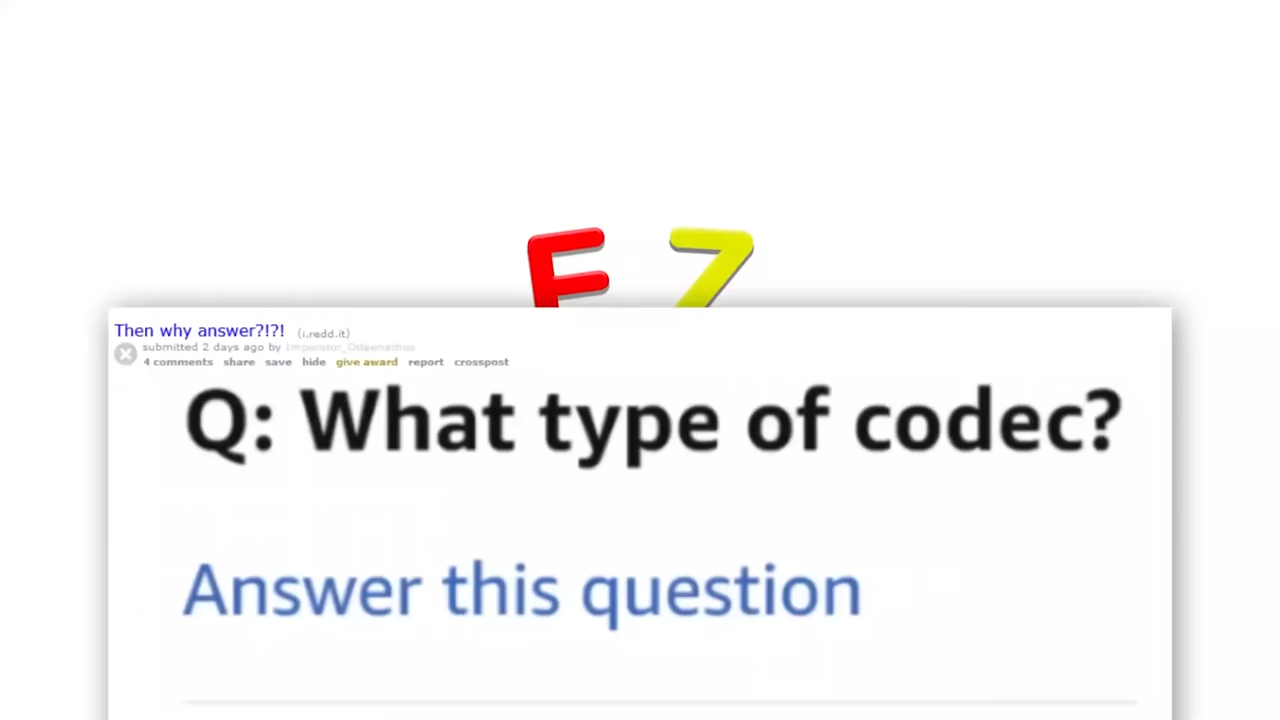 F Z
Then why answer?!?! (i.redd.it)
submitted 2 days ago by Imperator_Odaenathus
4 comments share save hide give award report crosspost
Q: What type of codec?
Answer this question